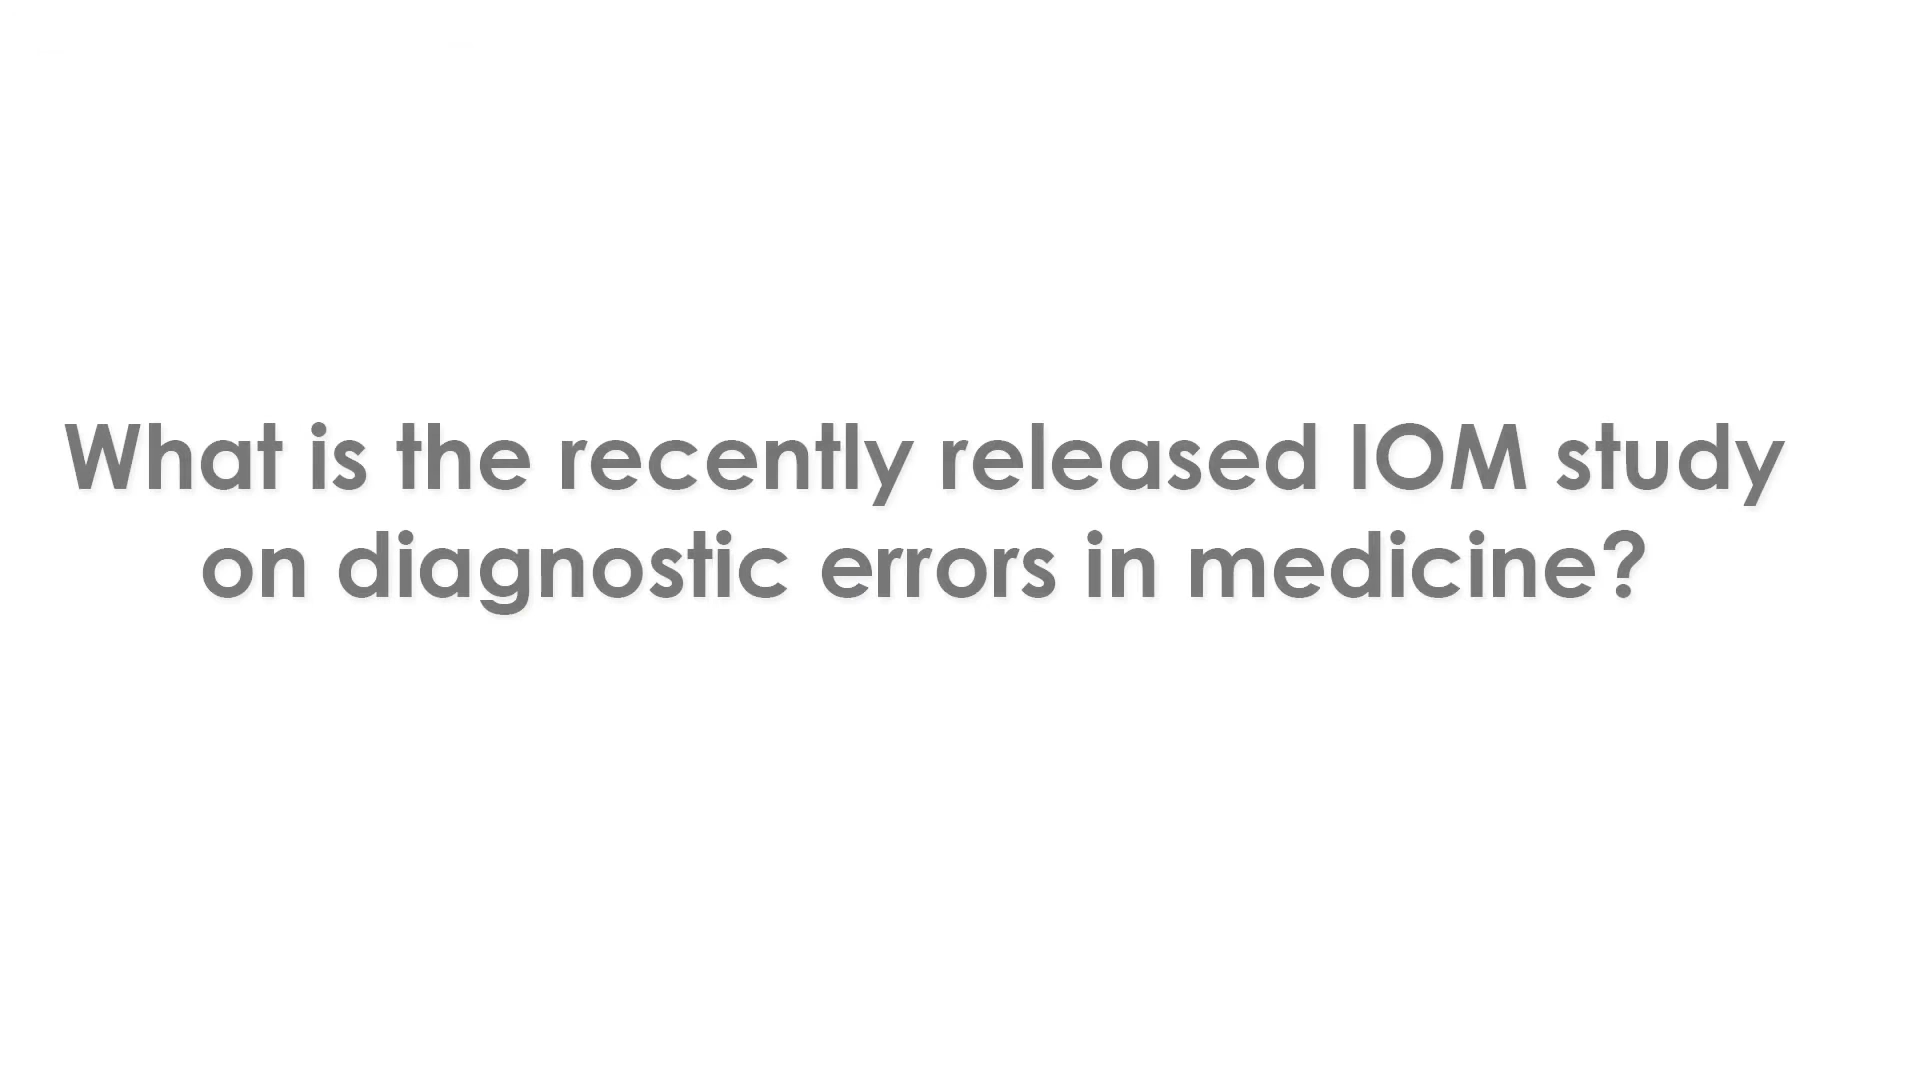 What is the recently released IOM study
on diagnostic errors in medicine?